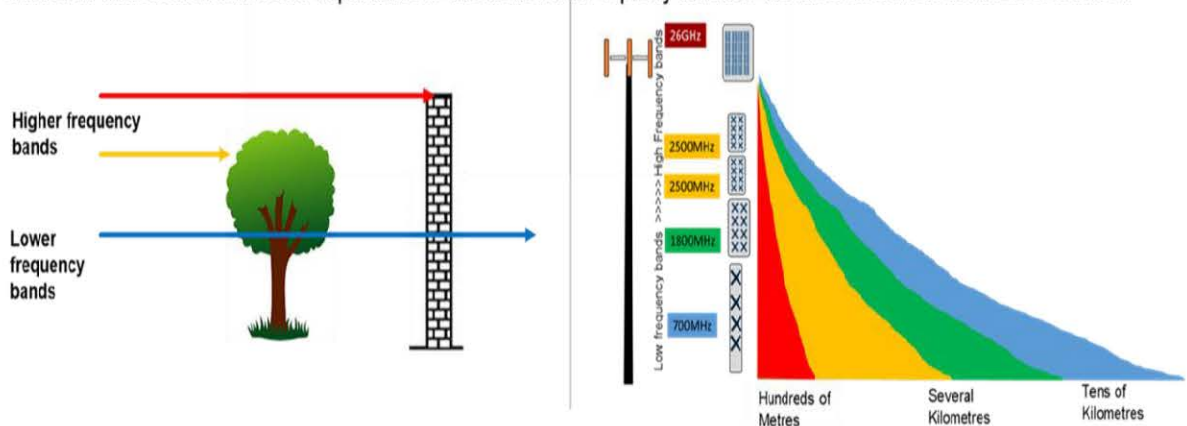 Higher frequency
bands
Lower
frequency
bands
Low frequency bands >>>>> High Frequency bands
26GHz
2500MHz
2500MHz
1800MHz
700MHz
Hundreds of
Metres
Several
Kilometres
Tens of
Kilometres